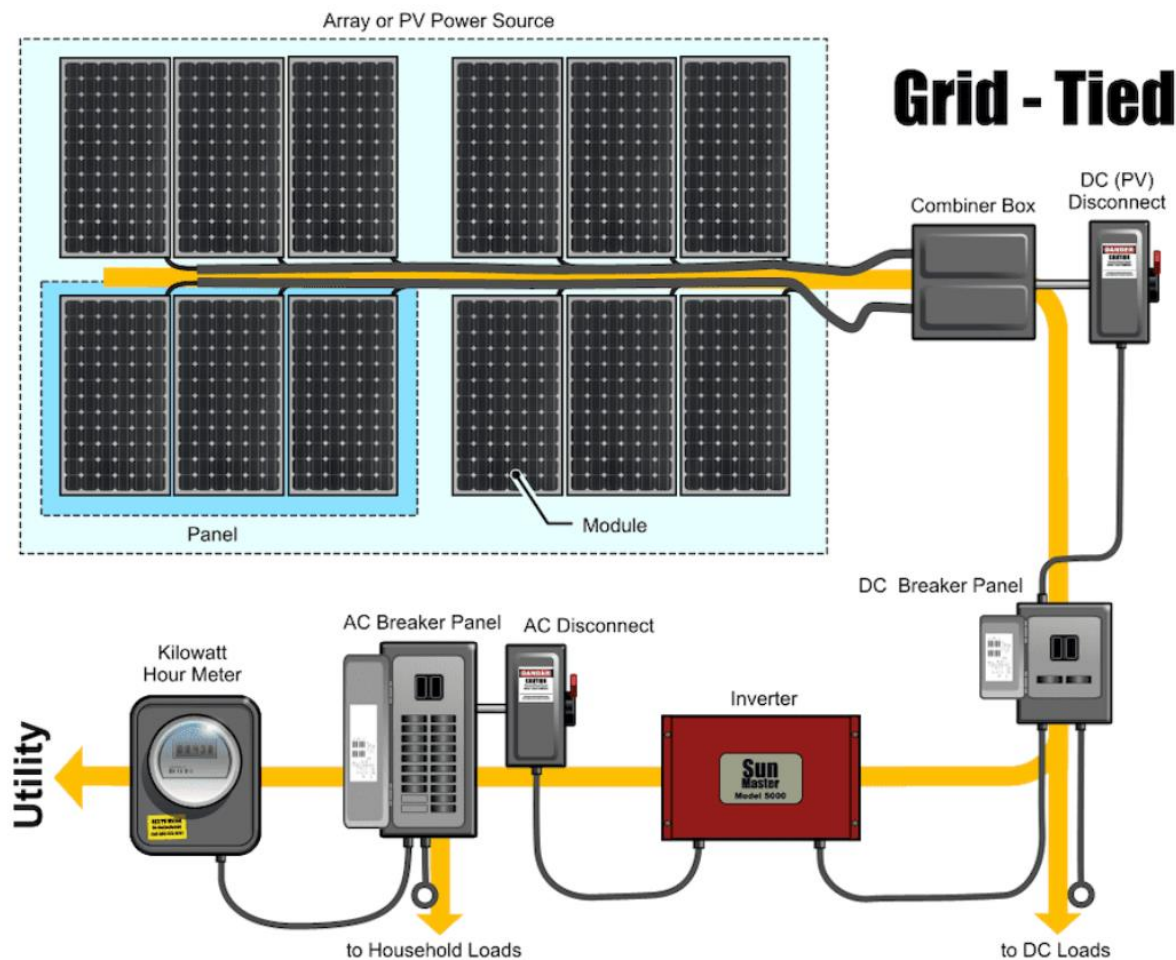 Array or PV Power Source
Grid - Tied
DC (PV)
Disconnect
Combiner Box
DANGER
CAUTION
Panel
Module
DC Breaker Panel
AC Breaker Panel
AC Disconnect
Kilowatt
Hour Meter
Inverter
DANGER
CAUTION
Sun
Master
Model 5000
Utility
to Household Loads
to DC Loads